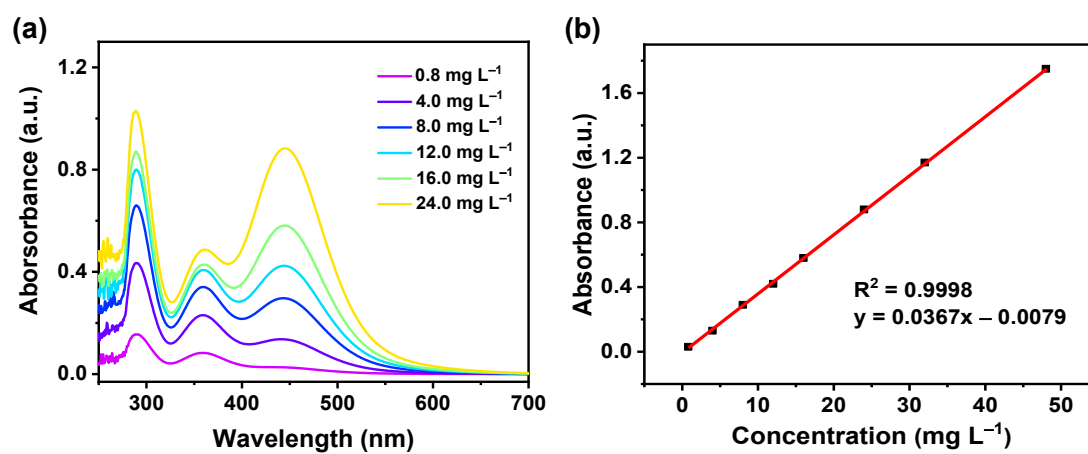 (a)
Aborsorbance (a.u.)
1.2
0.8
0.4
0.0
0.8 mg L⁻¹
4.0 mg L⁻¹
8.0 mg L⁻¹
12.0 mg L⁻¹
16.0 mg L⁻¹
24.0 mg L⁻¹
300 400 500 600 700
Wavelength (nm)
(b)
Absorbance (a.u.)
1.6
1.2
0.8
0.4
0.0
R² = 0.9998
y = 0.0367x – 0.0079
0 10 20 30 40 50
Concentration (mg L⁻¹)